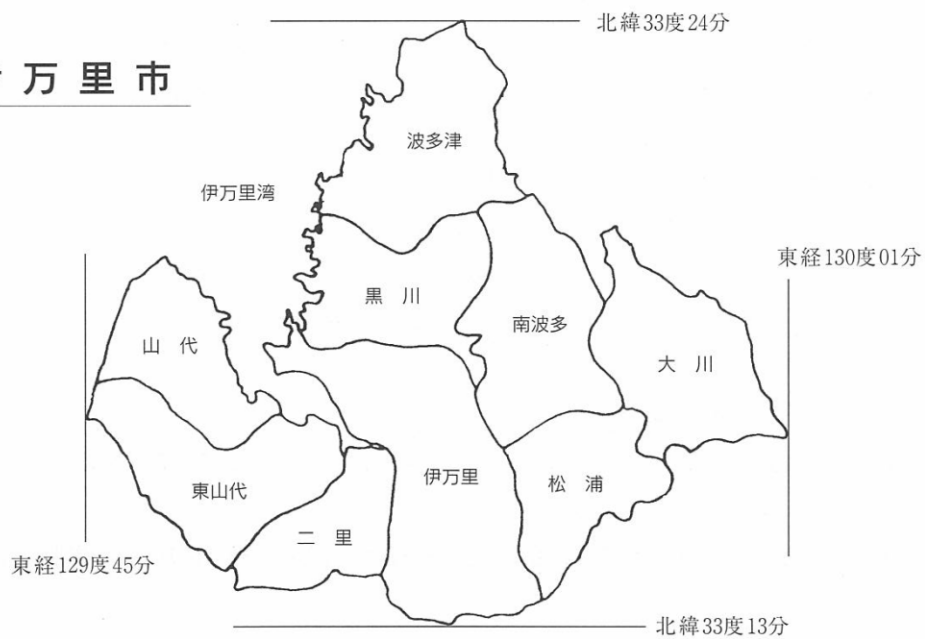 北緯33度24分
万里市
波多津
伊万里湾
東経130度01分
黒川
南波多
山代
大川
伊万里
東山代
松浦
二里
東経129度45分
北緯33度13分